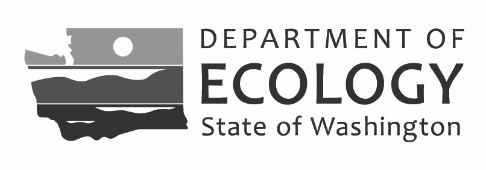 DEPARTMENT OF
ECOLOGY
State of Washington